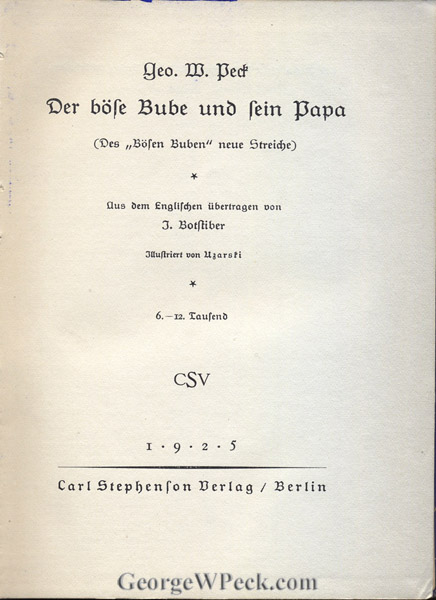 Geo. W. Peck
Der böse Bube und sein Papa
(Des „Bösen Buben“ neue Streiche)
*
Aus dem Englischen übertragen von
J. Botstiber
Illustriert von Uzarski
*
6.–12. Tausend
CSV
1 · 9 · 2 · 5
Carl Stephenson Verlag / Berlin
GeorgeWPeck.com